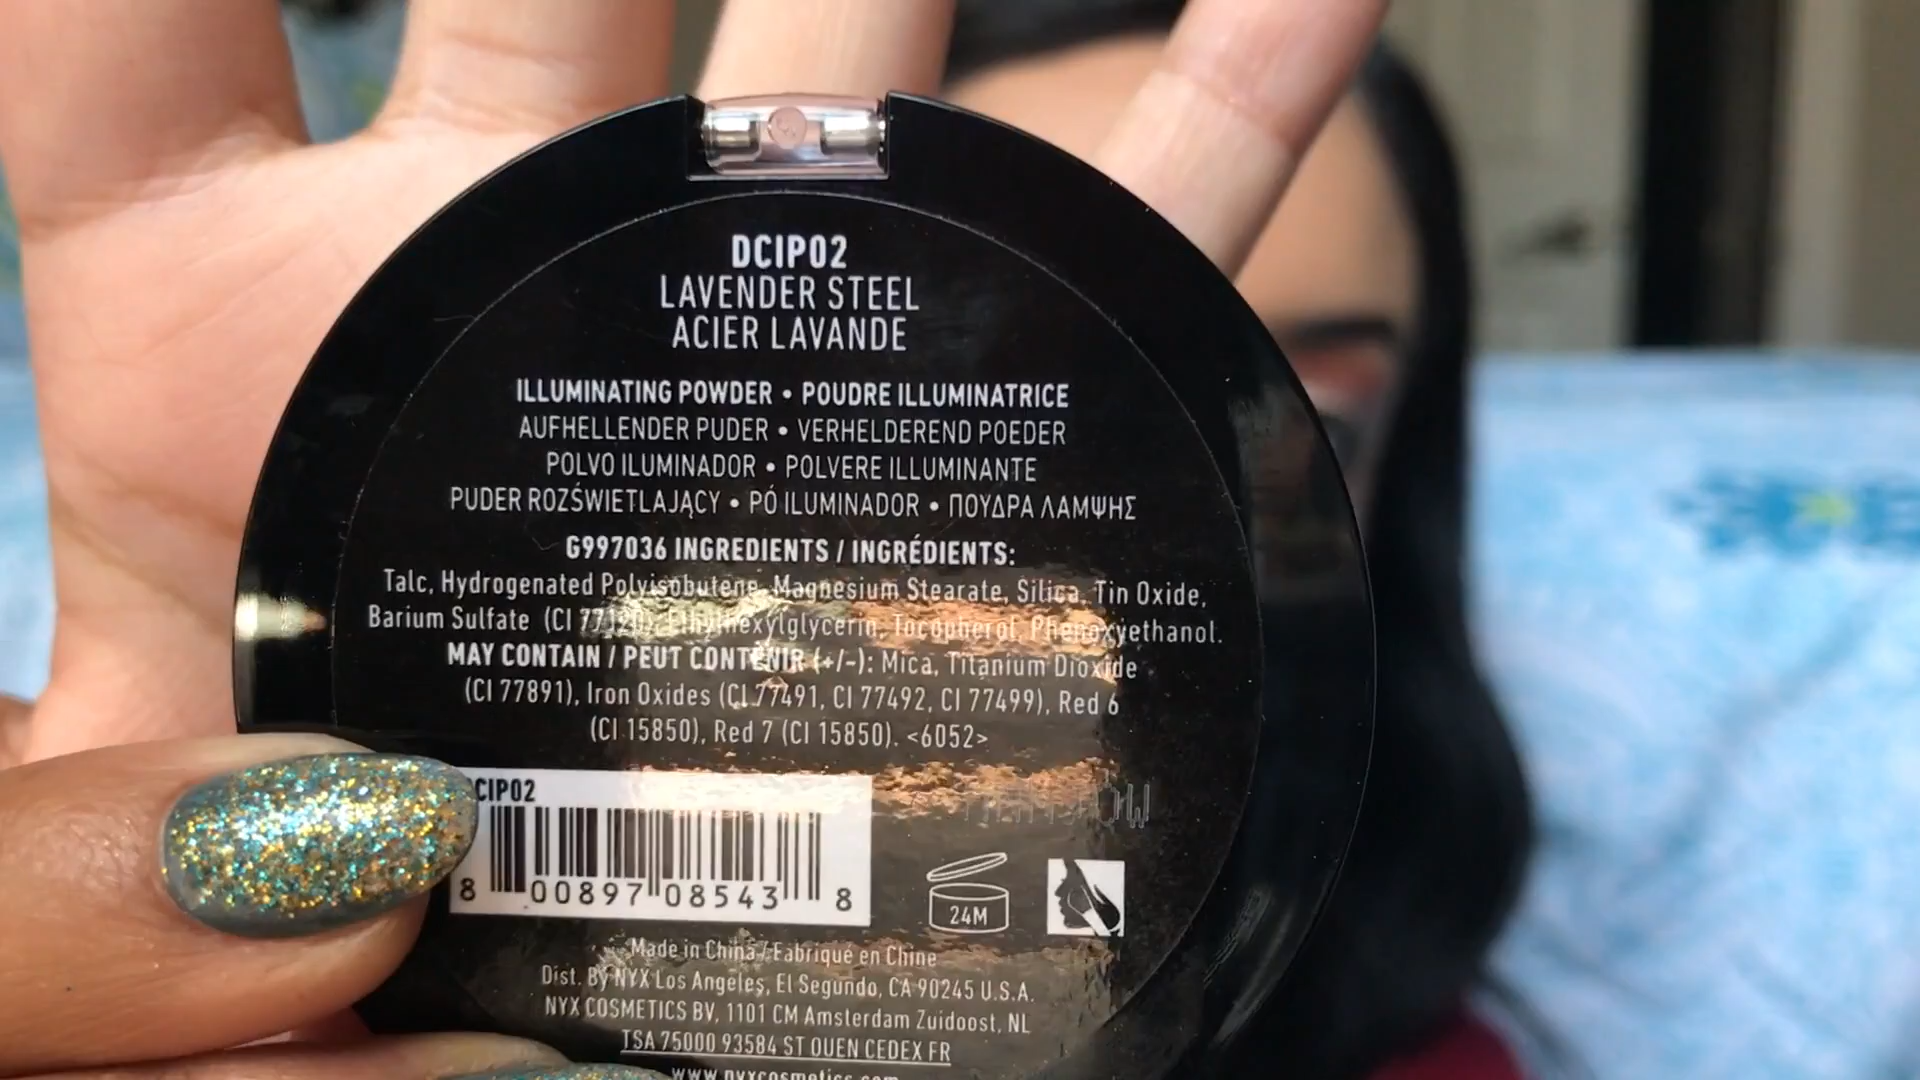 DCIP02
LAVENDER STEEL
ACIER LAVANDE
ILLUMINATING POWDER • POUDRE ILLUMINATRICE
AUFHELLENDER PUDER • VERHELDEREND POEDER
POLVO ILUMINADOR • POLVERE ILLUMINANTE
PUDER ROZŚWIETLAJĄCY • PÓ ILUMINADOR • ΠΟΥΔΡΑ ΛΑΜΨΗΣ
G997036 INGREDIENTS / INGRÉDIENTS:
Talc, Hydrogenated Polyisobutene, Magnesium Stearate, Silica, Tin Oxide,
Barium Sulfate (CI 77120), Ethylhexylglycerin, Tocopherol, Phenoxyethanol.
MAY CONTAIN / PEUT CONTENIR (+/-): Mica, Titanium Dioxide
(CI 77891), Iron Oxides (CI 77491, CI 77492, CI 77499), Red 6
(CI 15850), Red 7 (CI 15850). <6052>
CIP02
8 00897 08543 8
24M
Made in China / Fabriqué en Chine
Dist. By NYX Los Angeles, El Segundo, CA 90245 U.S.A.
NYX COSMETICS BV, 1101 CM Amsterdam Zuidoost, NL
TSA 75000 93584 ST OUEN CEDEX FR
www.nyxcosmetics.com